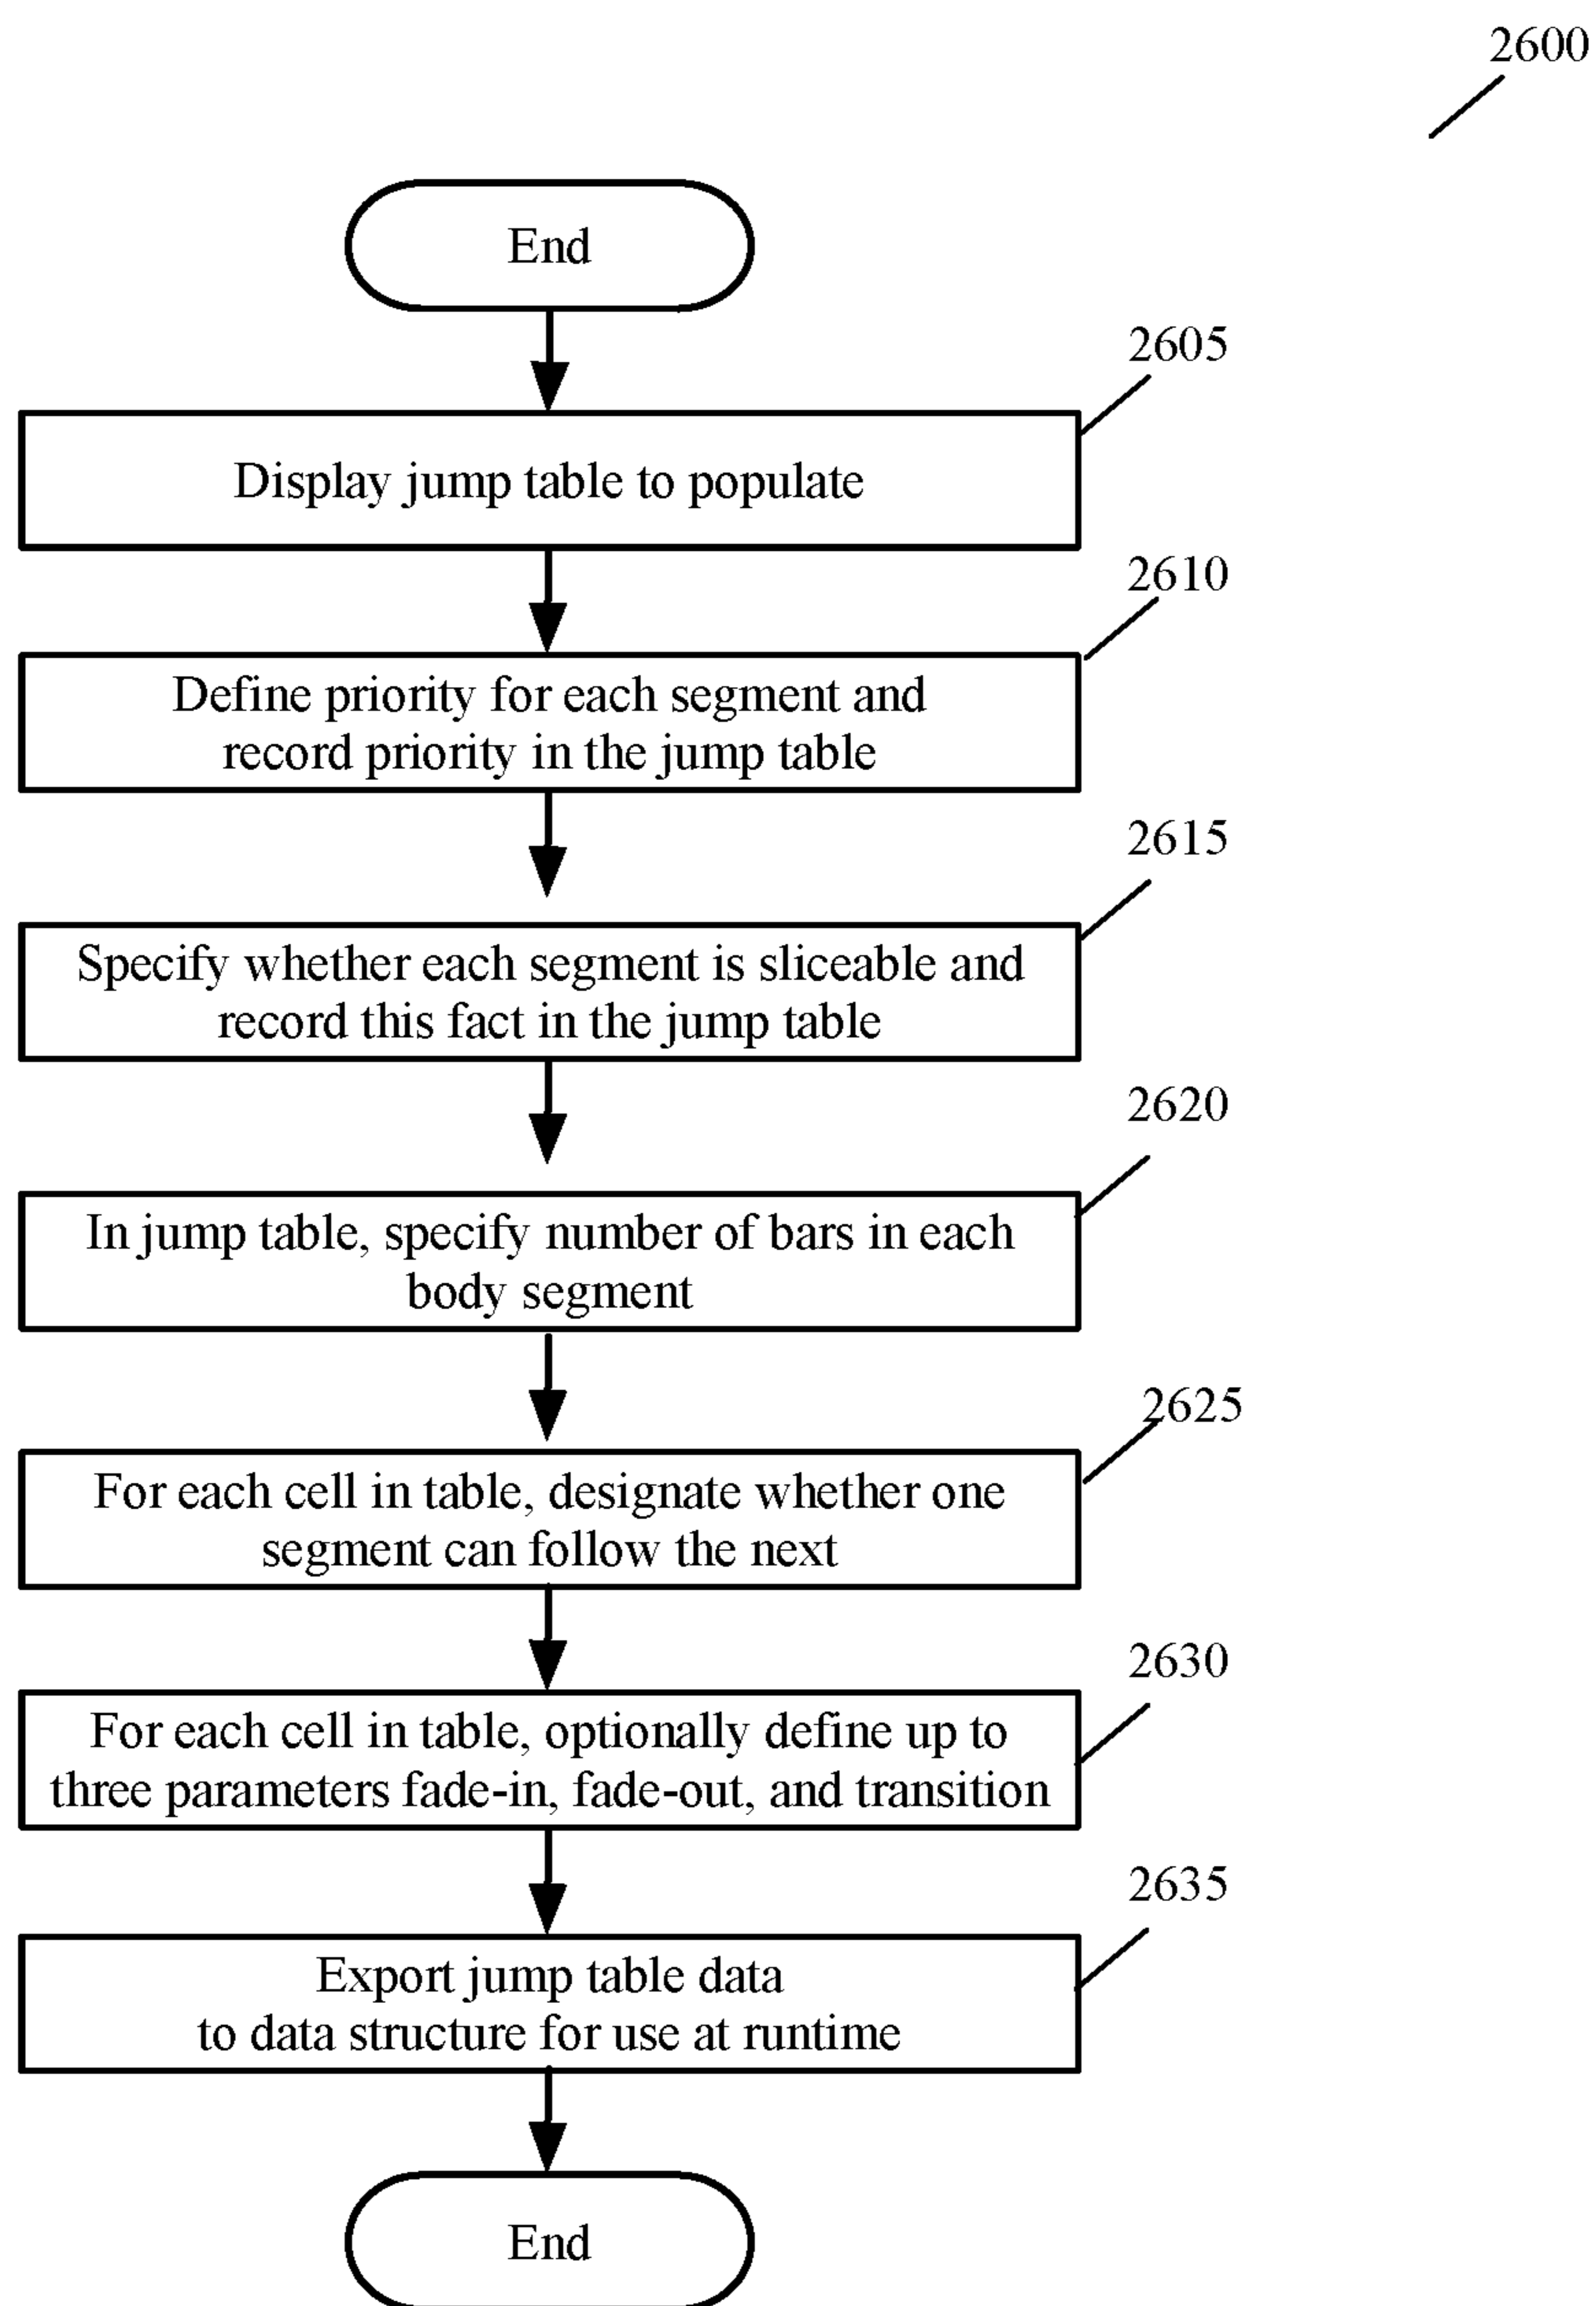 2600
End
2605
Display jump table to populate
2610
Define priority for each segment and
record priority in the jump table
2615
Specify whether each segment is sliceable and
record this fact in the jump table
2620
In jump table, specify number of bars in each
body segment
2625
For each cell in table, designate whether one
segment can follow the next
2630
For each cell in table, optionally define up to
three parameters fade-in, fade-out, and transition
2635
Export jump table data
to data structure for use at runtime
End